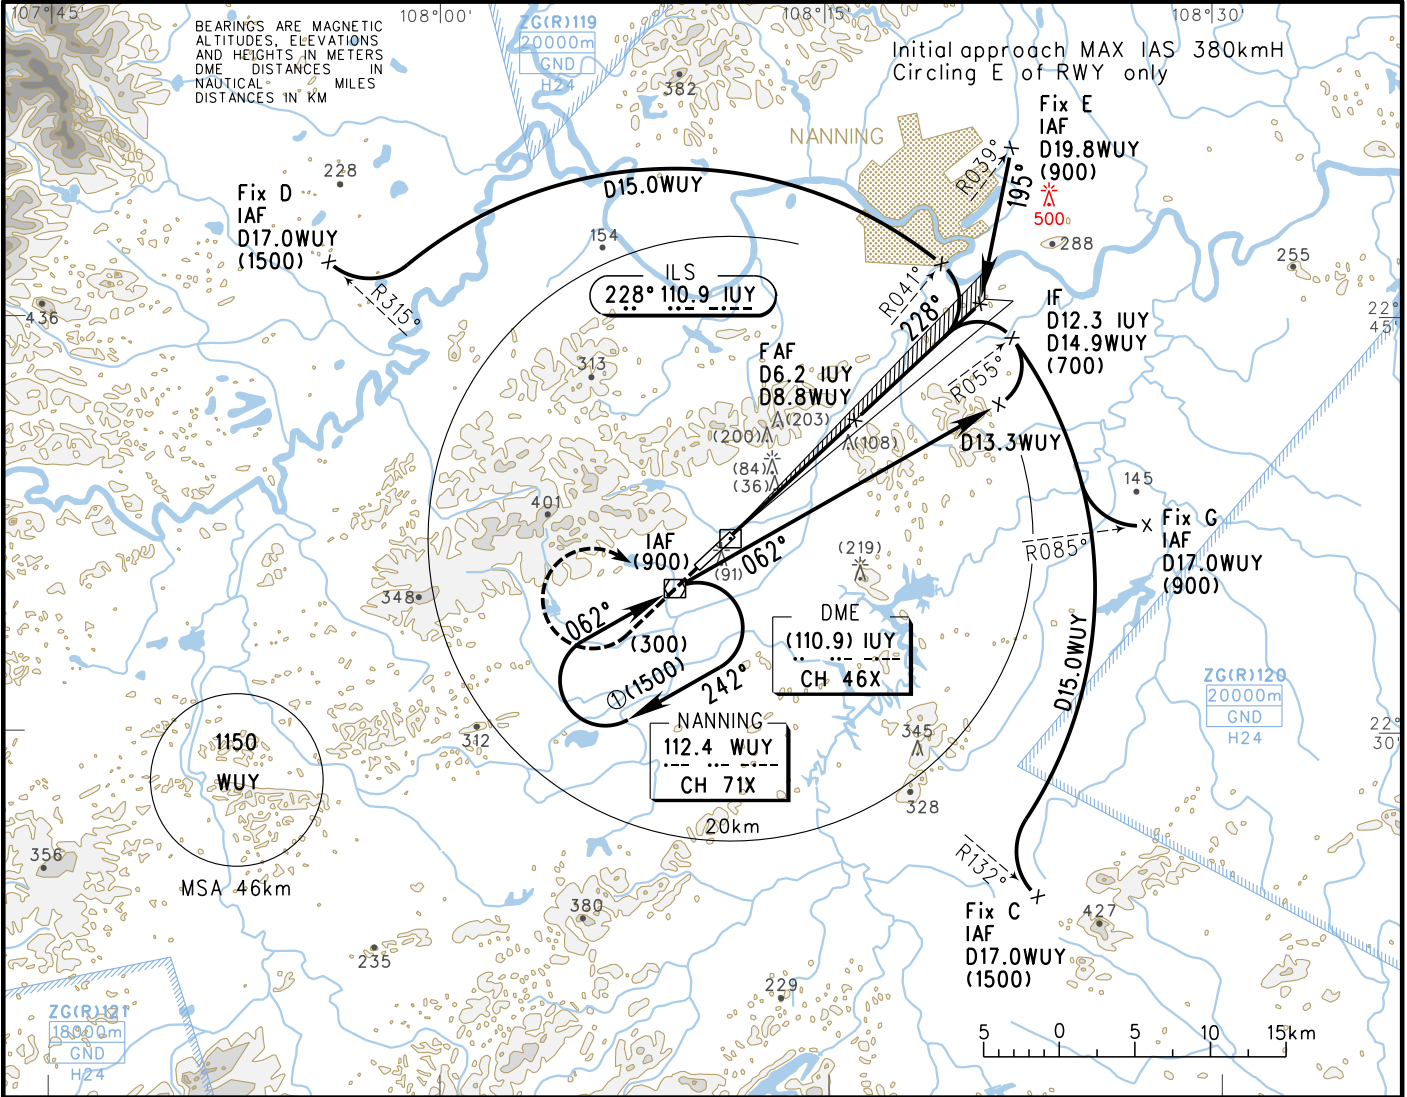 107°45'
108°00'
108°15'
108°30'
BEARINGS ARE MAGNETIC
ALTITUDES, ELEVATIONS
AND HEIGHTS IN METERS
DME DISTANCES IN
NAUTICAL MILES
DISTANCES IN KM
ZG(R)119
20000m
GND
H24
Initial approach MAX IAS 380kmH
Circling E of RWY only
382
NANNING
Fix E
IAF
D19.8WUY
(900)
500
R039°
195°
400
300
200
228
Fix D
IAF
D17.0WUY
(1500)
R315°
D15.0WUY
154
288
255
ILS
228° 110.9 IUY
R041°
228°
IF
D12.3 IUY
D14.9WUY
(700)
22°
45'
436
313
FAF
D6.2 IUY
D8.8WUY
R055°
(203)
(200)
(108)
D13.3WUY
(84)
(36)
401
145
Fix G
IAF
D17.0WUY
(900)
R085°
IAF
(900)
(91)
062°
(219)
348
062°
(300)
1 (1500)
242°
DME
(110.9) IUY
CH 46X
D15.0WUY
ZG(R)120
20000m
GND
H24
NANNING
112.4 WUY
CH 71X
345
312
22°
30'
1150
WUY
MSA 46km
328
20km
356
R132°
380
427
Fix C
IAF
D17.0WUY
(1500)
235
229
ZG(R)121
18000m
GND
H24
5 0 5 10 15km